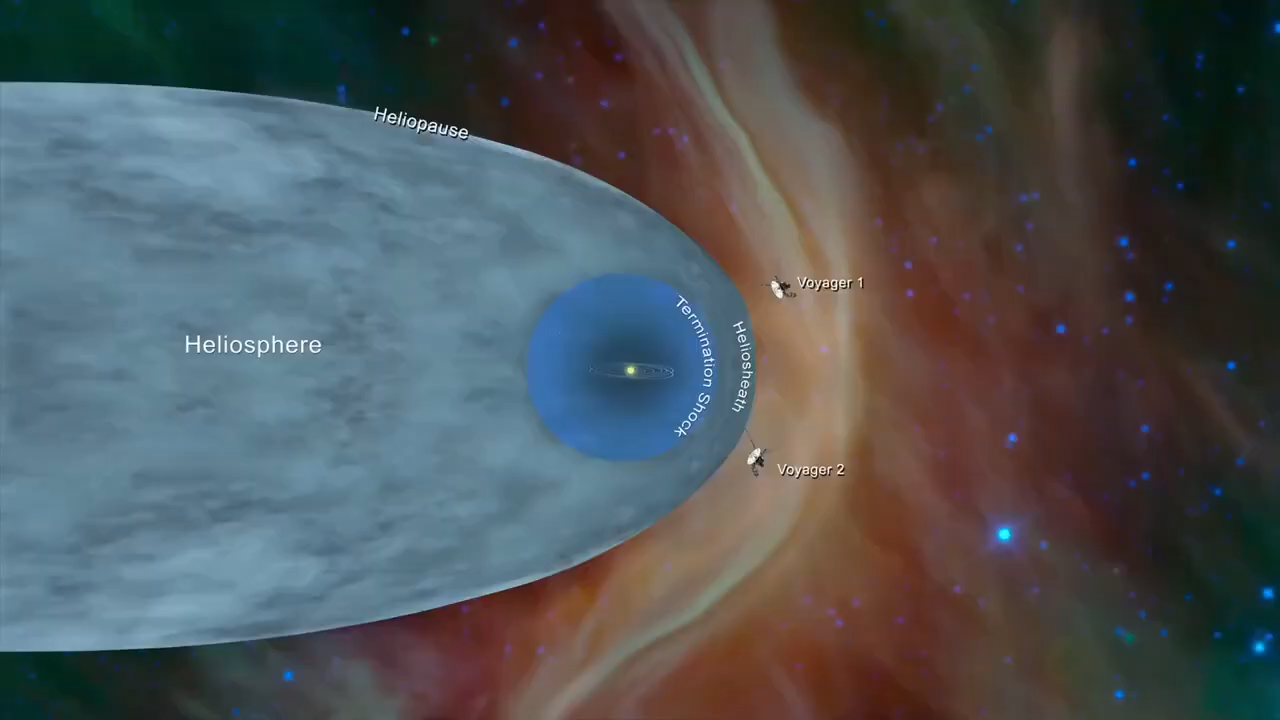 Heliopause
Voyager 1
Termination Shock
Heliosheath
Heliosphere
Voyager 2